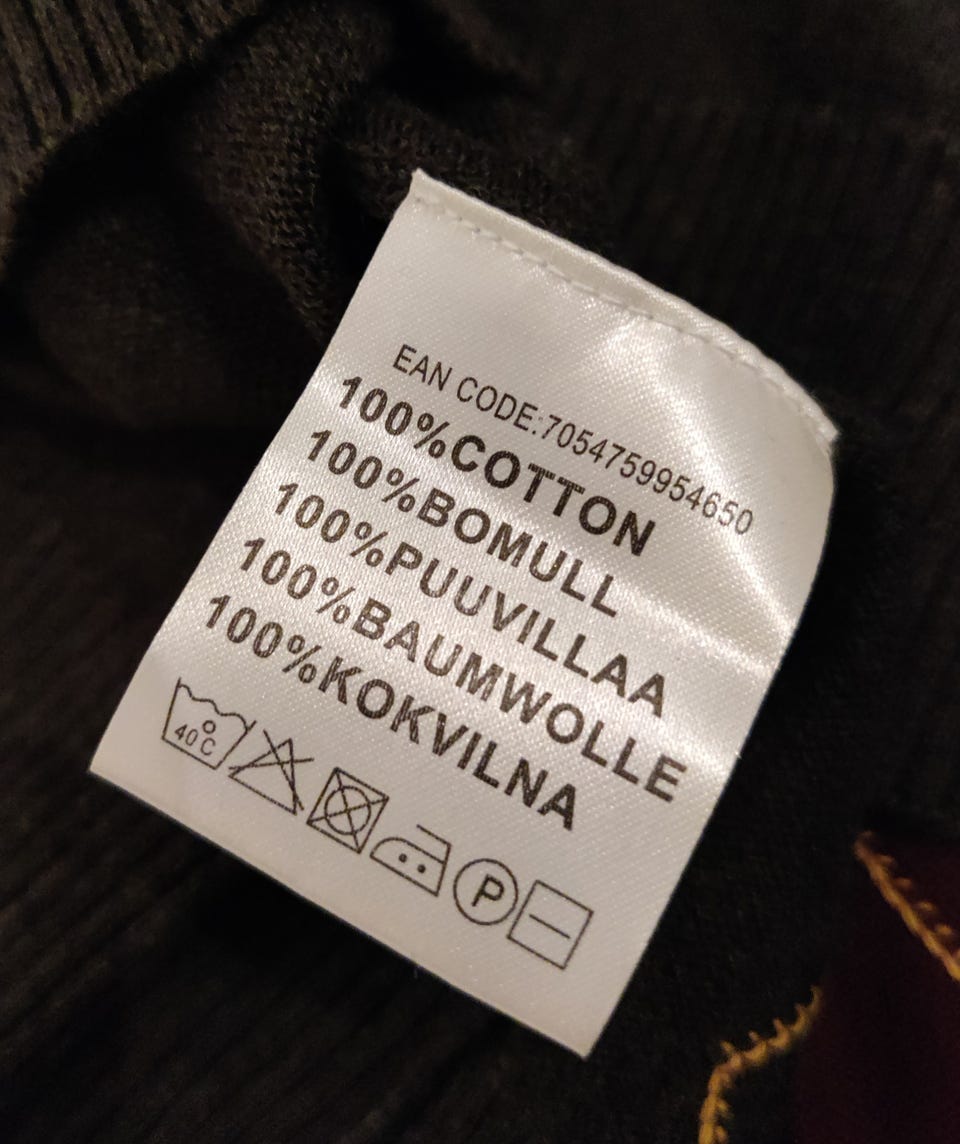 EAN CODE:7054759954650
100%COTTON
100%BOMULL
100%PUUVILLAA
100%BAUMWOLLE
100%KOKVILNA
40°C P